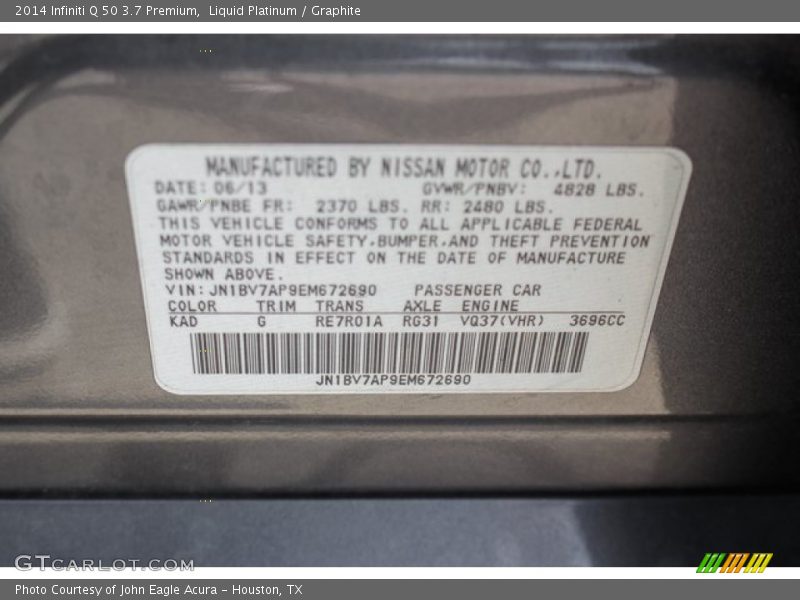 2014 Infiniti Q 50 3.7 Premium,  Liquid Platinum / Graphite
MANUFACTURED BY NISSAN MOTOR CO.,LTD.
DATE: 06/13 GVWR/PNBV: 4828 LBS.
GAWR/PNBE FR: 2370 LBS. RR: 2480 LBS.
THIS VEHICLE CONFORMS TO ALL APPLICABLE FEDERAL
MOTOR VEHICLE SAFETY,BUMPER,AND THEFT PREVENTION
STANDARDS IN EFFECT ON THE DATE OF MANUFACTURE
SHOWN ABOVE.
VIN: JN1BV7AP9EM672690 PASSENGER CAR
COLOR TRIM TRANS AXLE ENGINE
KAD G RE7R01A RG31 VQ37(VHR) 3696CC
JN1BV7AP9EM672690
GTCARLOT.COM
Photo Courtesy of John Eagle Acura - Houston, TX